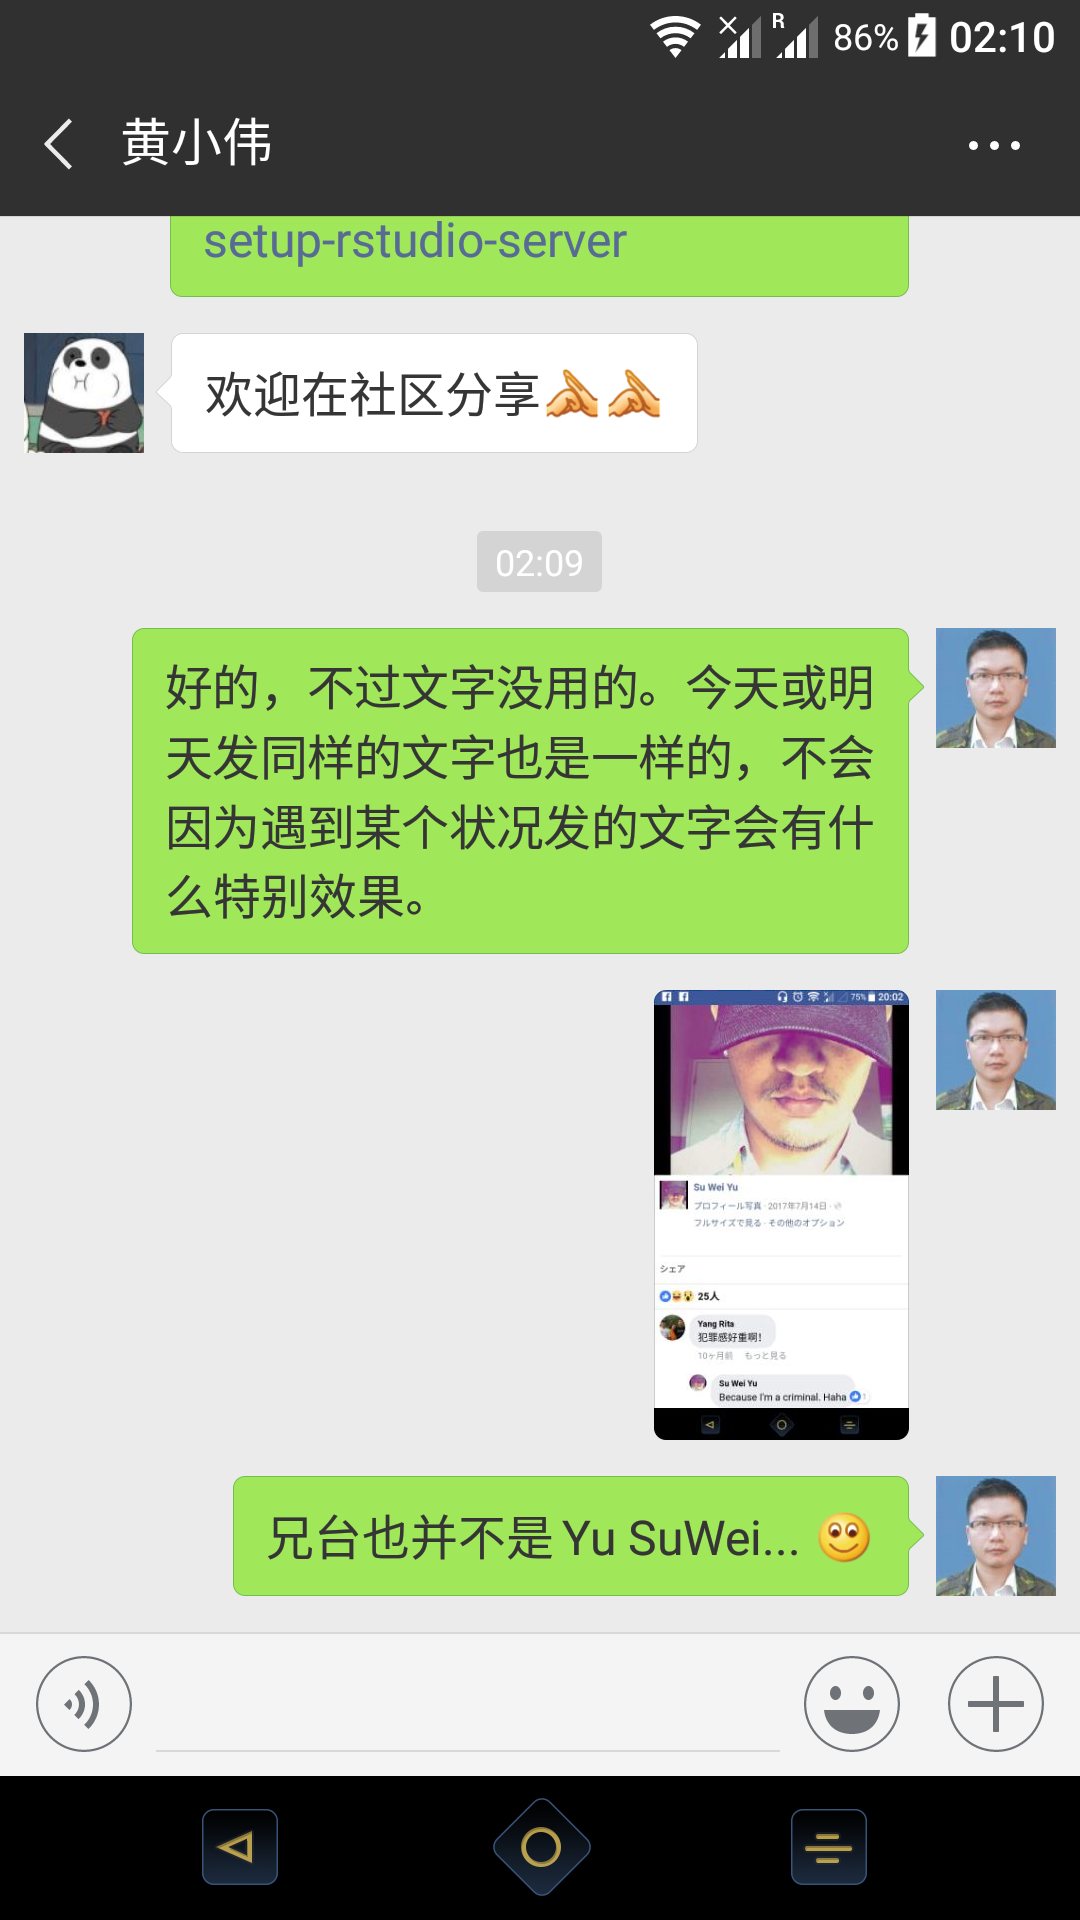 R 86% 02:10
黄小伟
setup-rstudio-server
欢迎在社区分享
02:09
好的，不过文字没用的。今天或明
天发同样的文字也是一样的，不会
因为遇到某个状况发的文字会有什
么特别效果。
75% 20:02
Su Wei Yu
プロフィール写真 · 2017年7月14日 ·
フルサイズで見る · その他のオプション
シェア
25人
Yang Rita
犯罪感好重啊!
10ヶ月前 もっと見る
Su Wei Yu
Because I'm a criminal. Haha 1
兄台也并不是 Yu SuWei...